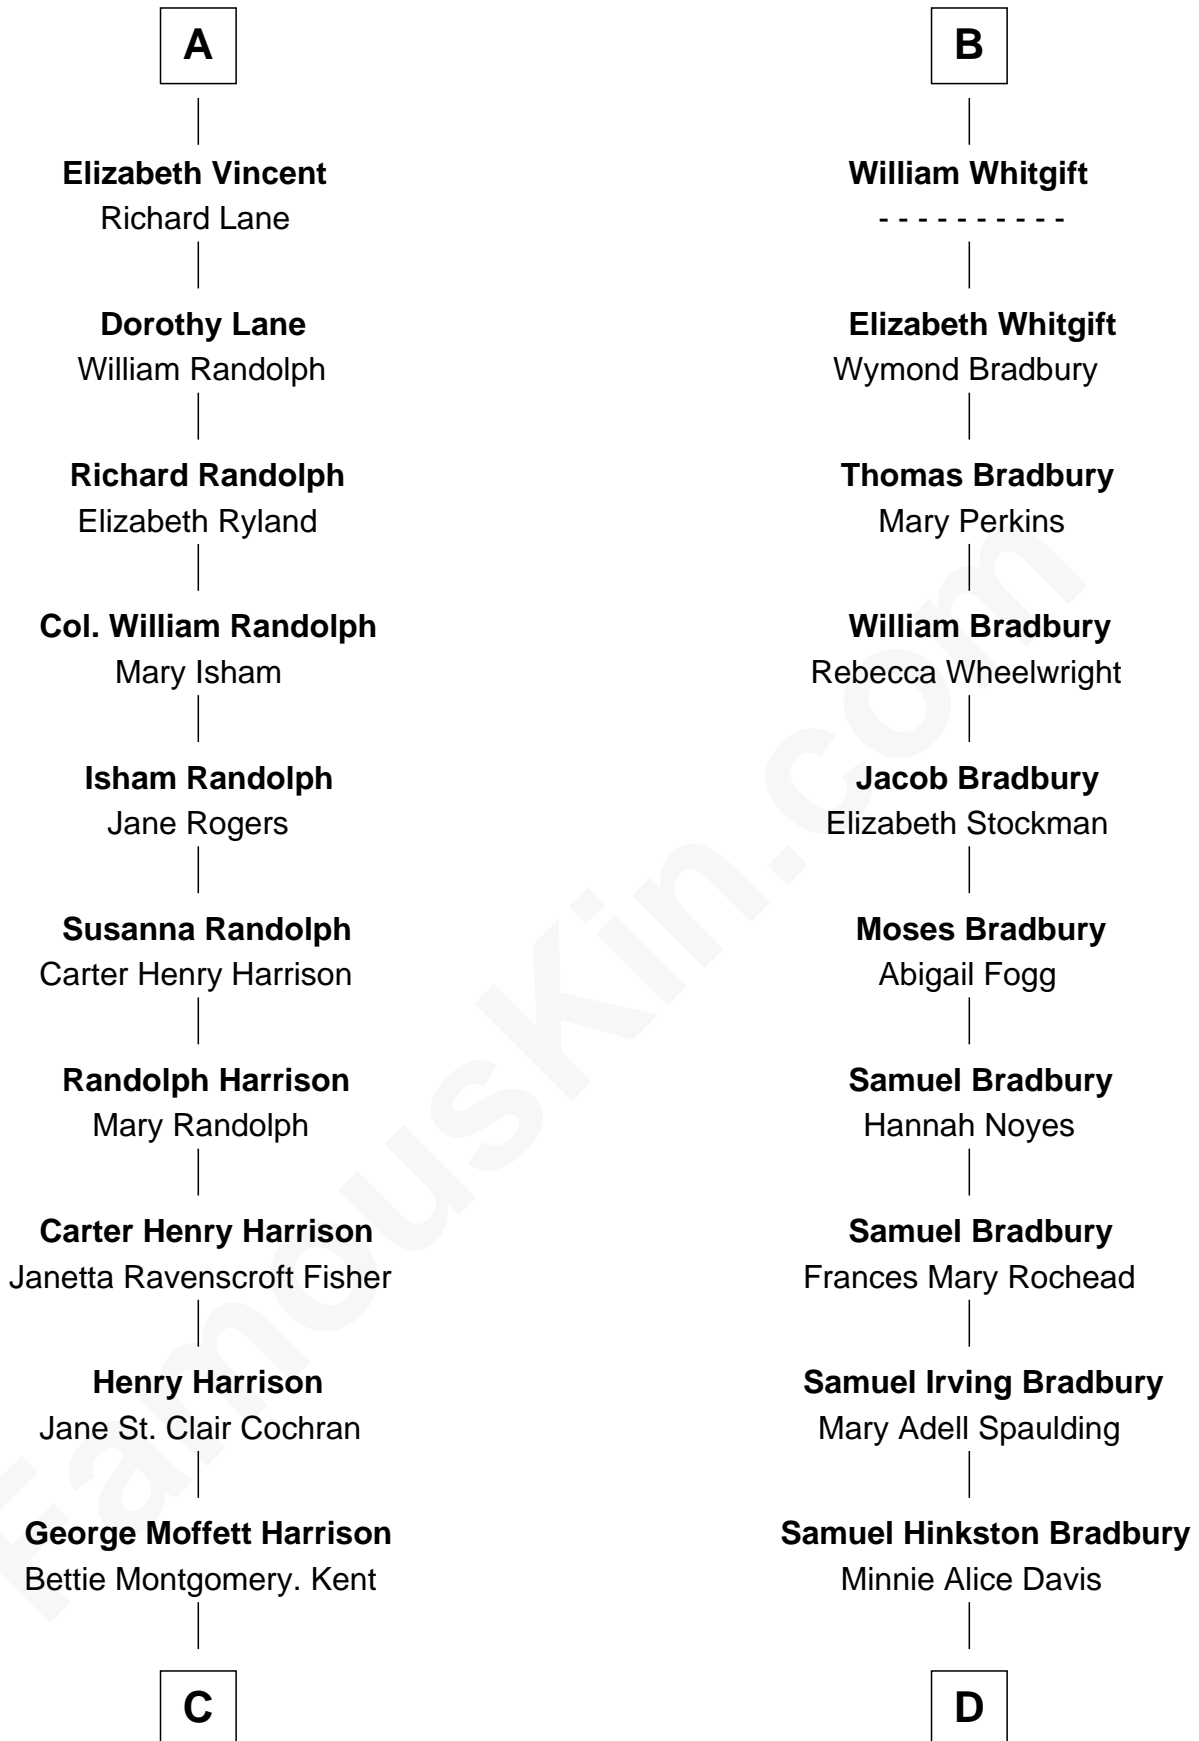 A
Elizabeth Vincent
Richard Lane
Dorothy Lane
William Randolph
Richard Randolph
Elizabeth Ryland
Col. William Randolph
Mary Isham
Isham Randolph
Jane Rogers
Susanna Randolph
Carter Henry Harrison
Randolph Harrison
Mary Randolph
Carter Henry Harrison
Janetta Ravenscroft Fisher
Henry Harrison
Jane St. Clair Cochran
George Moffett Harrison
Bettie Montgomery. Kent
C
B
William Whitgift
- - - - - - - - - -
Elizabeth Whitgift
Wymond Bradbury
Thomas Bradbury
Mary Perkins
William Bradbury
Rebecca Wheelwright
Jacob Bradbury
Elizabeth Stockman
Moses Bradbury
Abigail Fogg
Samuel Bradbury
Hannah Noyes
Samuel Bradbury
Frances Mary Rochead
Samuel Irving Bradbury
Mary Adell Spaulding
Samuel Hinkston Bradbury
Minnie Alice Davis
D
FamousKin.com